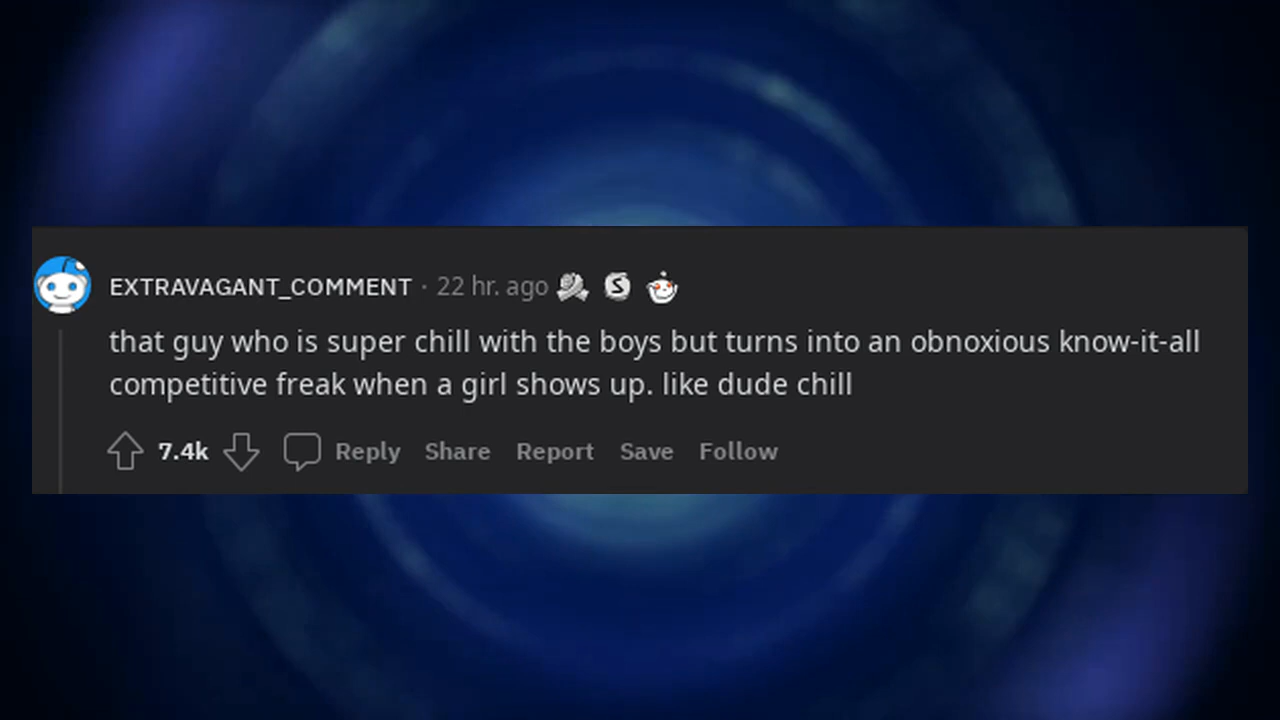 EXTRAVAGANT_COMMENT · 22 hr. ago
that guy who is super chill with the boys but turns into an obnoxious know-it-all
competitive freak when a girl shows up. like dude chill
7.4k Reply Share Report Save Follow